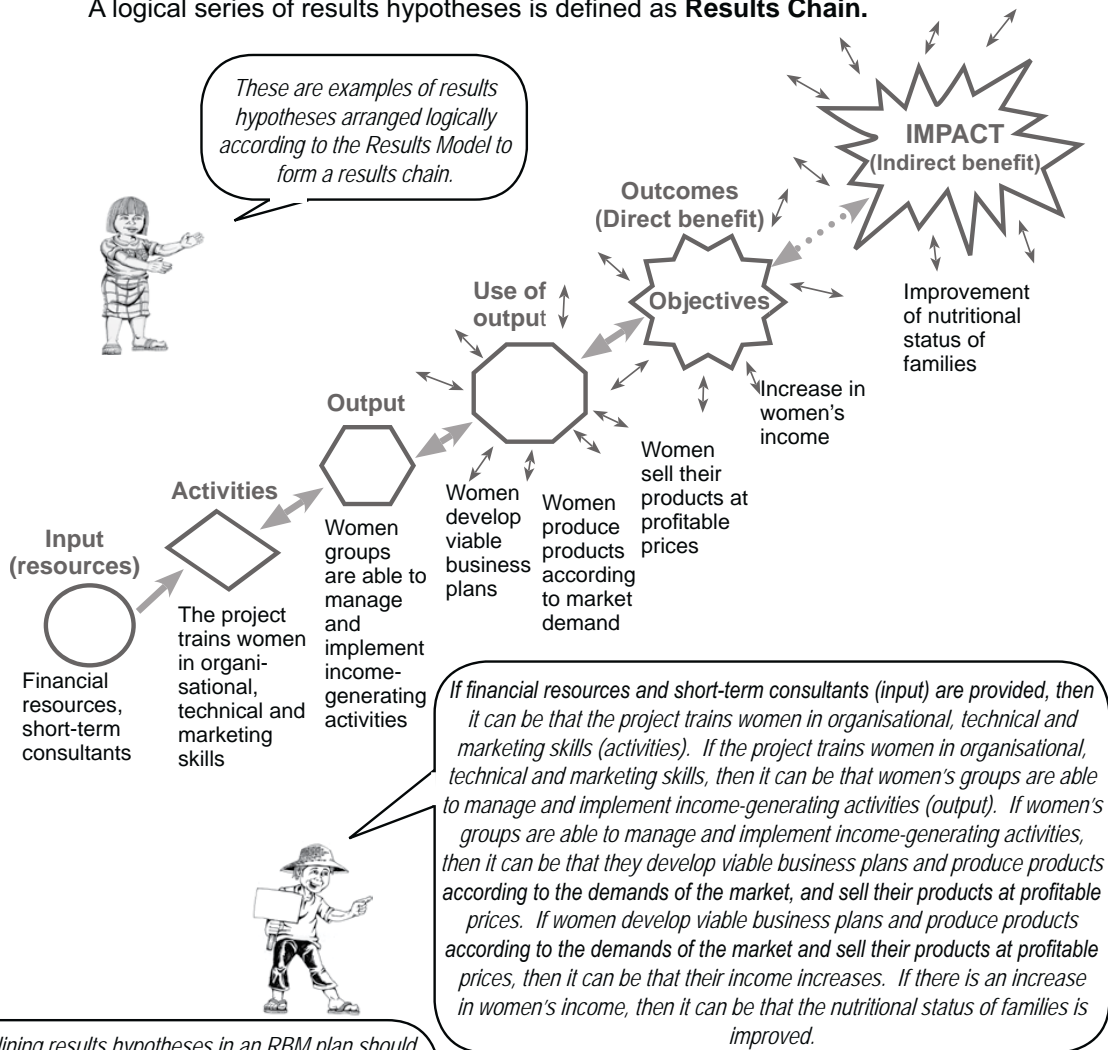 A logical series of results hypotheses is defined as Results Chain.
These are examples of results
hypotheses arranged logically
according to the Results Model to
form a results chain.
IMPACT
(Indirect benefit)
Improvement
of nutritional
status of
families
Outcomes
(Direct benefit)
Objectives
Increase in
women's
income
Use of
output
Women
develop
viable
business
plans
Women
produce
products
according
to market
demand
Women
sell their
products at
profitable
prices
Output
Women
groups
are able to
manage
and
implement
income-
generating
activities
Activities
The project
trains women
in organi-
sational,
technical and
marketing
skills
Input
(resources)
Financial
resources,
short-term
consultants
If financial resources and short-term consultants (input) are provided, then
it can be that the project trains women in organisational, technical and
marketing skills (activities). If the project trains women in organisational,
technical and marketing skills, then it can be that women's groups are able
to manage and implement income-generating activities (output). If women's
groups are able to manage and implement income-generating activities,
then it can be that they develop viable business plans and produce products
according to the demands of the market, and sell their products at profitable
prices. If women develop viable business plans and produce products
according to the demands of the market and sell their products at profitable
prices, then it can be that their income increases. If there is an increase
in women's income, then it can be that the nutritional status of families is
improved.
results hypotheses in an RBM plan should